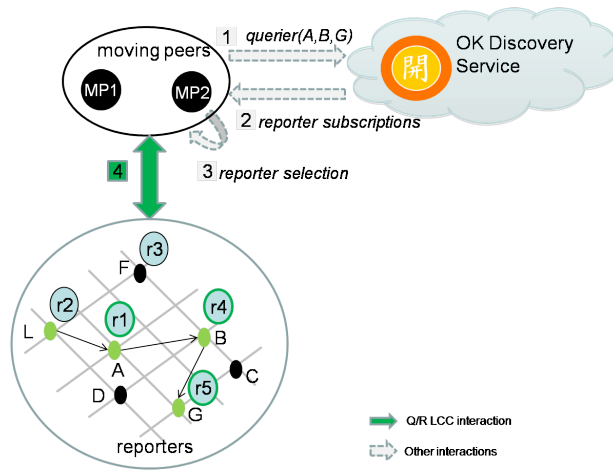 1 querier(A,B,G)
moving peers
OK Discovery
Service
開
MP1
MP2
2 reporter subscriptions
4
3 reporter selection
r3
F
r2
r1
r4
L
B
A
C
D
r5
G
reporters
Q/R LCC interaction
Other interactions